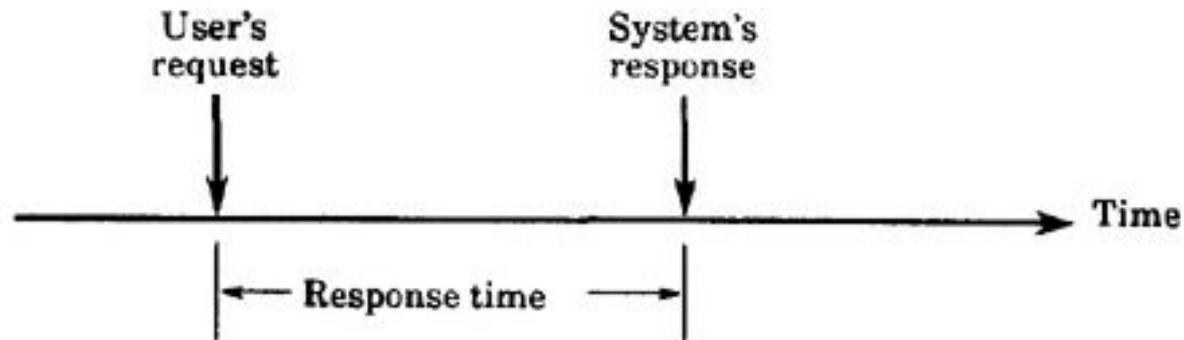 User's
request
System's
response
Time
Response time